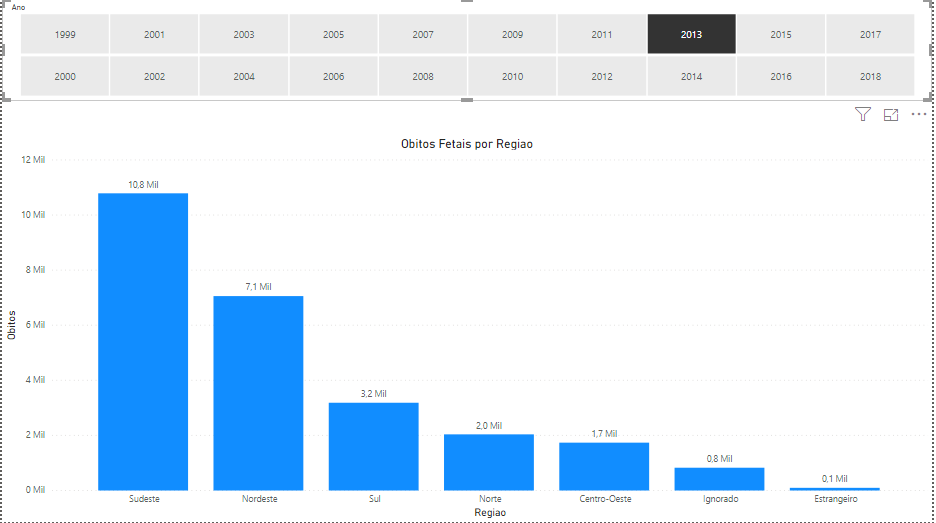 Ano
1999 2001 2003 2005 2007 2009 2011 2013 2015 2017
2000 2002 2004 2006 2008 2010 2012 2014 2016 2018
Obitos Fetais por Regiao
12 Mil
10 Mil
8 Mil
6 Mil
4 Mil
2 Mil
0 Mil
Obitos
10,8 Mil
7,1 Mil
3,2 Mil
2,0 Mil
1,7 Mil
0,8 Mil
0,1 Mil
Sudeste Nordeste Sul Norte Centro-Oeste Ignorado Estrangeiro
Regiao